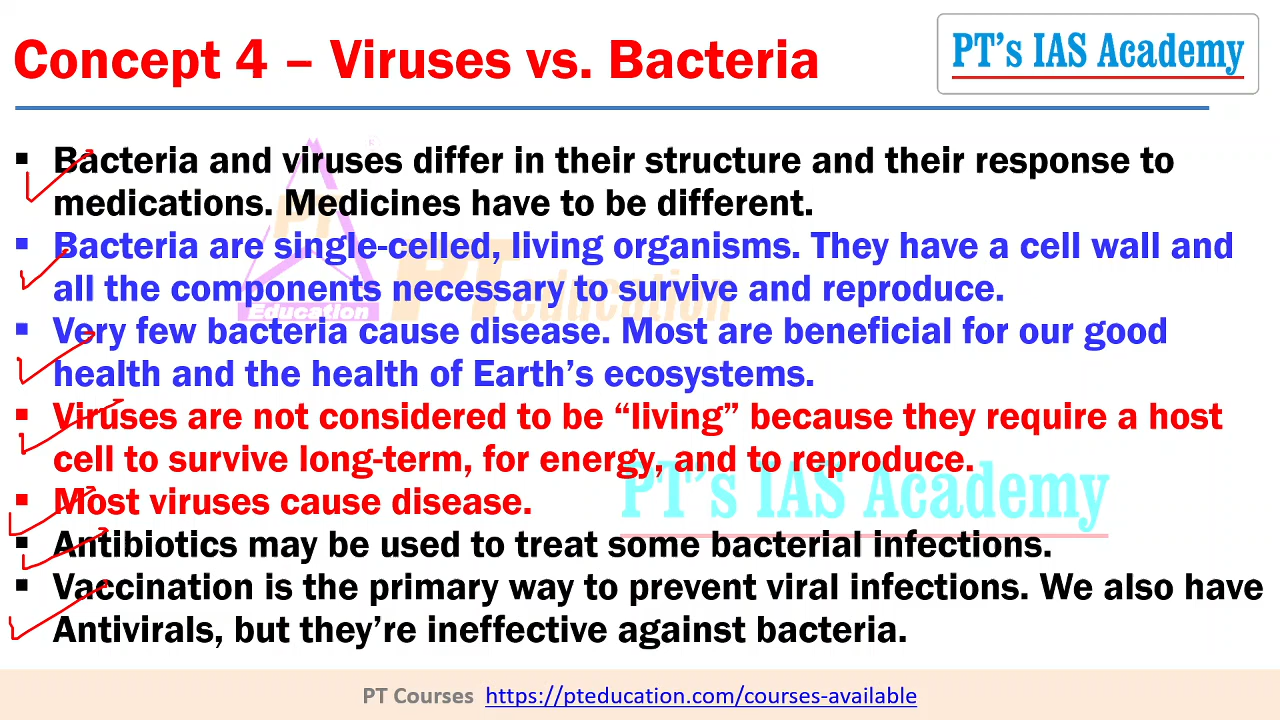 Concept 4 – Viruses vs. Bacteria
PT's IAS Academy
▪ Bacteria and viruses differ in their structure and their response to
medications. Medicines have to be different.
▪ Bacteria are single-celled, living organisms. They have a cell wall and
all the components necessary to survive and reproduce.
▪ Very few bacteria cause disease. Most are beneficial for our good
health and the health of Earth's ecosystems.
▪ Viruses are not considered to be “living” because they require a host
cell to survive long-term, for energy, and to reproduce.
▪ Most viruses cause disease.
▪ Antibiotics may be used to treat some bacterial infections.
▪ Vaccination is the primary way to prevent viral infections. We also have
Antivirals, but they're ineffective against bacteria.
PT
Education
PT education
PT's IAS Academy
PT Courses https://pteducation.com/courses-available